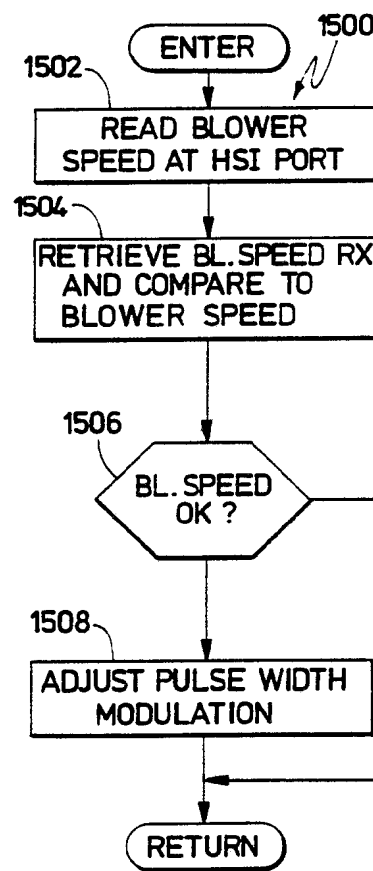 ENTER
1500
1502
READ BLOWER
SPEED AT HSI PORT
1504
RETRIEVE BL.SPEED RX
AND COMPARE TO
BLOWER SPEED
1506
BL. SPEED
OK ?
1508
ADJUST PULSE WIDTH
MODULATION
RETURN